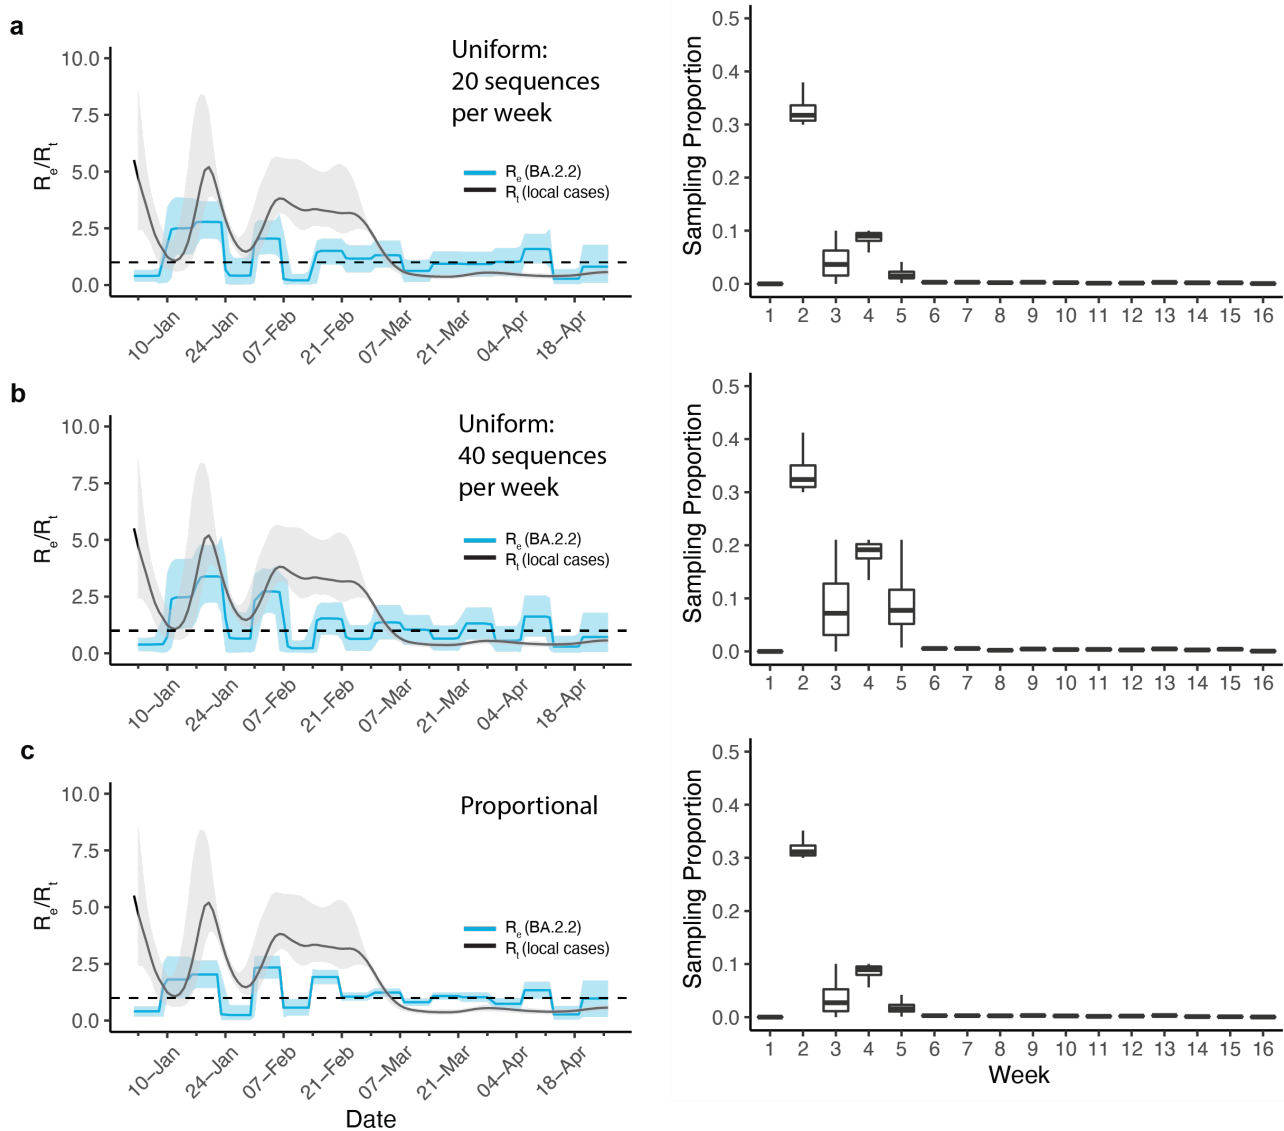 a
Uniform:
20 sequences
per week
Re/Rt
10.0
7.5
5.0
2.5
0.0
Re (BA.2.2)
Rt (local cases)
10–Jan
24–Jan
07–Feb
21–Feb
07–Mar
21–Mar
04–Apr
18–Apr
Sampling Proportion
0.5
0.4
0.3
0.2
0.1
0.0
1 2 3 4 5 6 7 8 9 10 11 12 13 14 15 16
b
Uniform:
40 sequences
per week
Re/Rt
10.0
7.5
5.0
2.5
0.0
Re (BA.2.2)
Rt (local cases)
10–Jan
24–Jan
07–Feb
21–Feb
07–Mar
21–Mar
04–Apr
18–Apr
Sampling Proportion
0.5
0.4
0.3
0.2
0.1
0.0
1 2 3 4 5 6 7 8 9 10 11 12 13 14 15 16
c
Proportional
Re/Rt
10.0
7.5
5.0
2.5
0.0
Re (BA.2.2)
Rt (local cases)
10–Jan
24–Jan
07–Feb
21–Feb
07–Mar
21–Mar
04–Apr
18–Apr
Date
Sampling Proportion
0.5
0.4
0.3
0.2
0.1
0.0
1 2 3 4 5 6 7 8 9 10 11 12 13 14 15 16
Week